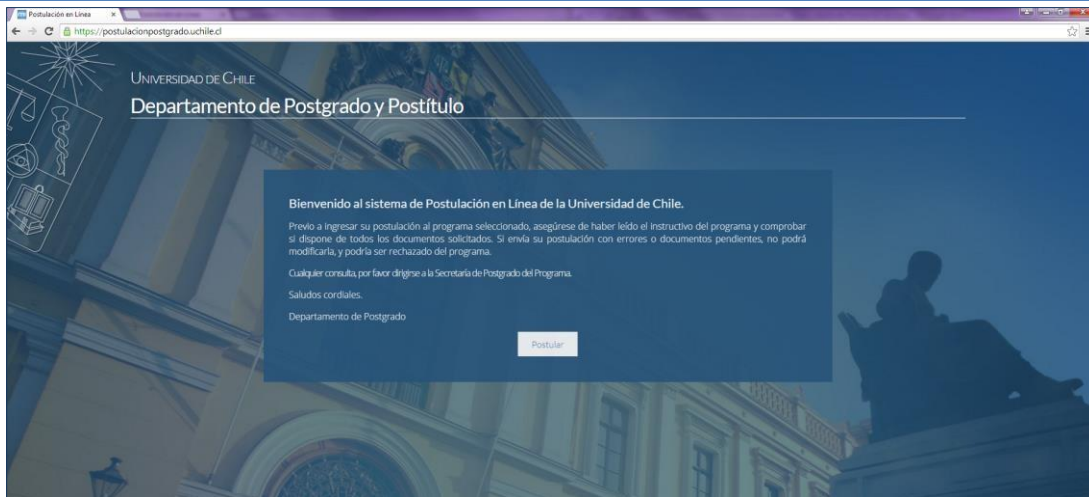 Postulación en Línea
https://postulacionpostgrado.uchile.cl
UNIVERSIDAD DE CHILE
Departamento de Postgrado y Postítulo
Bienvenido al sistema de Postulación en Línea de la Universidad de Chile.
Previo a ingresar su postulación al programa seleccionado, asegúrese de haber leído el instructivo del programa y comprobar
si dispone de todos los documentos solicitados. Si envía su postulación con errores o documentos pendientes, no podrá
modificarla, y podría ser rechazado del programa.
Cualquier consulta, por favor dirigirse a la Secretaría de Postgrado del Programa.
Saludos cordiales.
Departamento de Postgrado
Postular